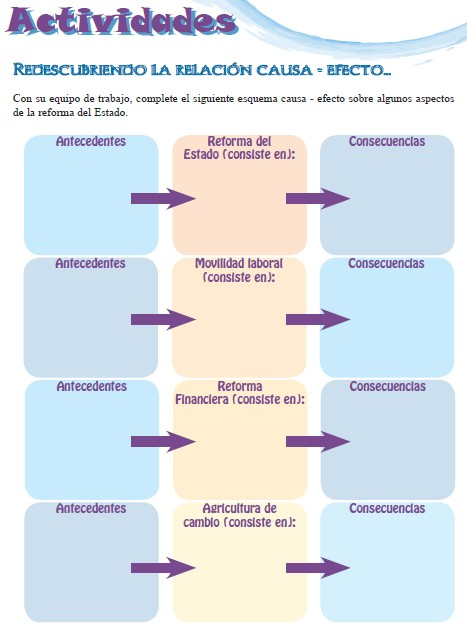 Actividades
REDESCUBRIENDO LA RELACIÓN CAUSA - EFECTO...
Con su equipo de trabajo, complete el siguiente esquema causa - efecto sobre algunos aspectos
de la reforma del Estado.
Antecedentes
Reforma del
Estado (consiste en):
Consecuencias
Antecedentes
Movilidad laboral
(consiste en):
Consecuencias
Antecedentes
Reforma
Financiera (consiste en):
Consecuencias
Antecedentes
Agricultura de
cambio (consiste en):
Consecuencias